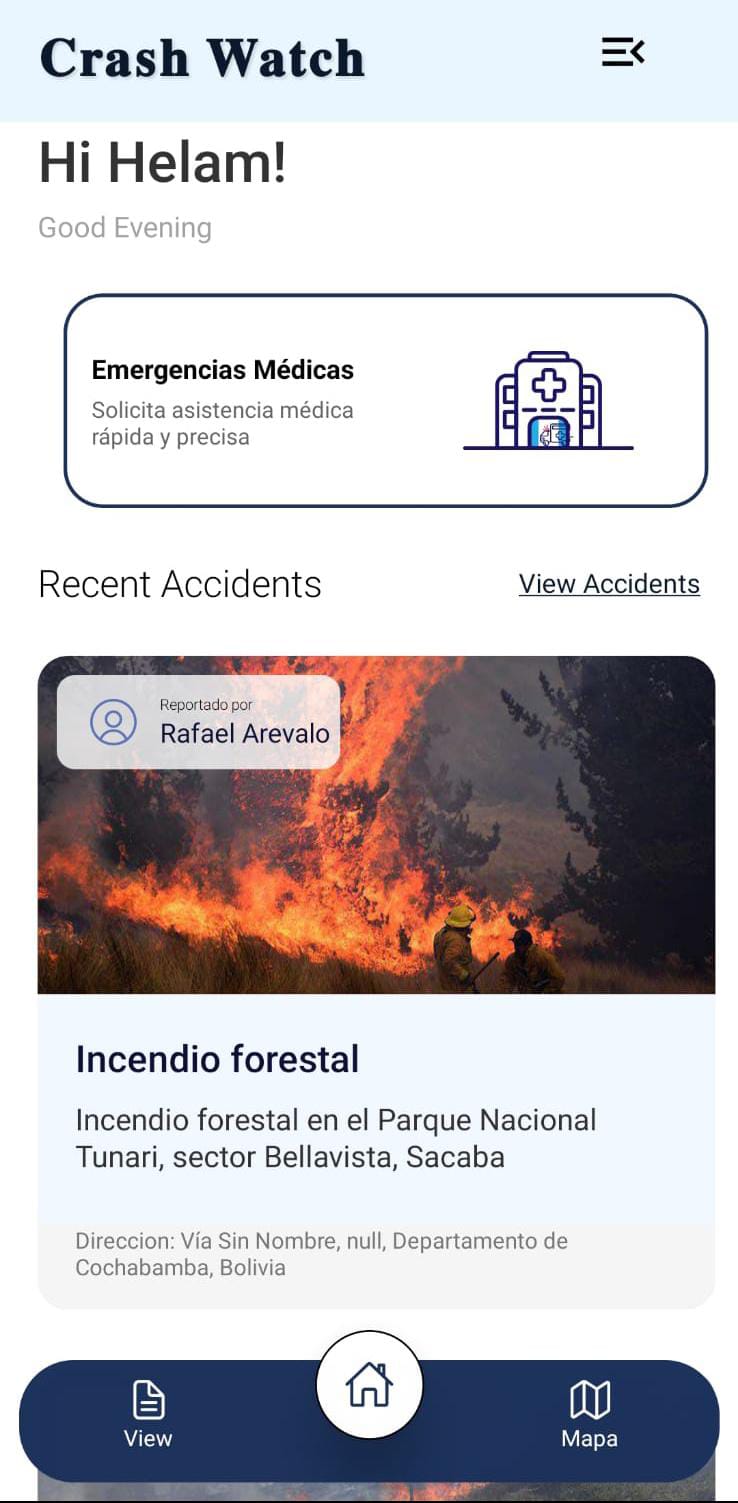 Crash Watch
Hi Helam!
Good Evening
Emergencias Médicas
Solicita asistencia médica
rápida y precisa
Recent Accidents
View Accidents
Reportado por
Rafael Arevalo
Incendio forestal
Incendio forestal en el Parque Nacional
Tunari, sector Bellavista, Sacaba
Direccion: Vía Sin Nombre, null, Departamento de
Cochabamba, Bolivia
View
Mapa